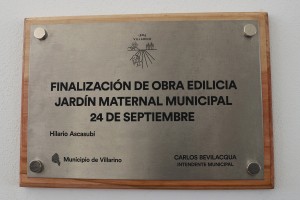 FINALIZACIÓN DE OBRA EDILICIA
JARDÍN MATERNAL MUNICIPAL
24 DE SEPTIEMBRE
Hilario Ascasubi
Municipio de Villarino
CARLOS BEVILACQUA
INTENDENTE MUNICIPAL